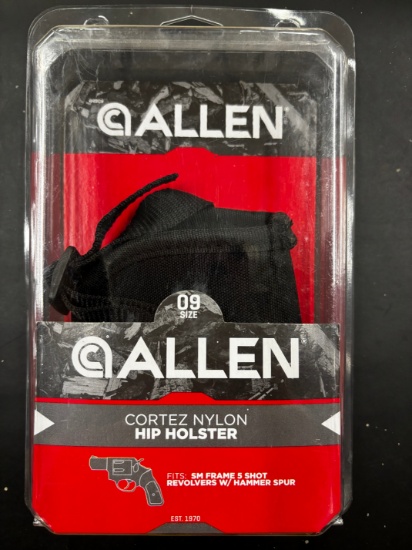 ALLEN
09
SIZE
ALLEN
CORTEZ NYLON
HIP HOLSTER
FITS: SM FRAME 5 SHOT
REVOLVERS W/ HAMMER SPUR
EST. 1970